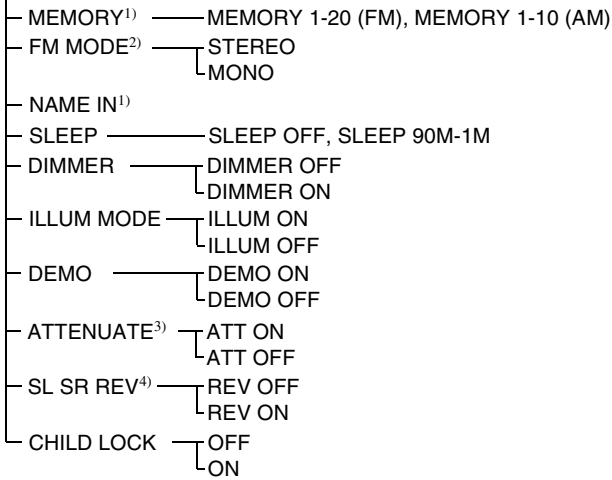 MEMORY1) MEMORY 1-20 (FM), MEMORY 1-10 (AM)
FM MODE2) STEREO
MONO
NAME IN1)
SLEEP SLEEP OFF, SLEEP 90M-1M
DIMMER DIMMER OFF
DIMMER ON
ILLUM MODE ILLUM ON
ILLUM OFF
DEMO DEMO ON
DEMO OFF
ATTENUATE3) ATT ON
ATT OFF
SL SR REV4) REV OFF
REV ON
CHILD LOCK OFF
ON